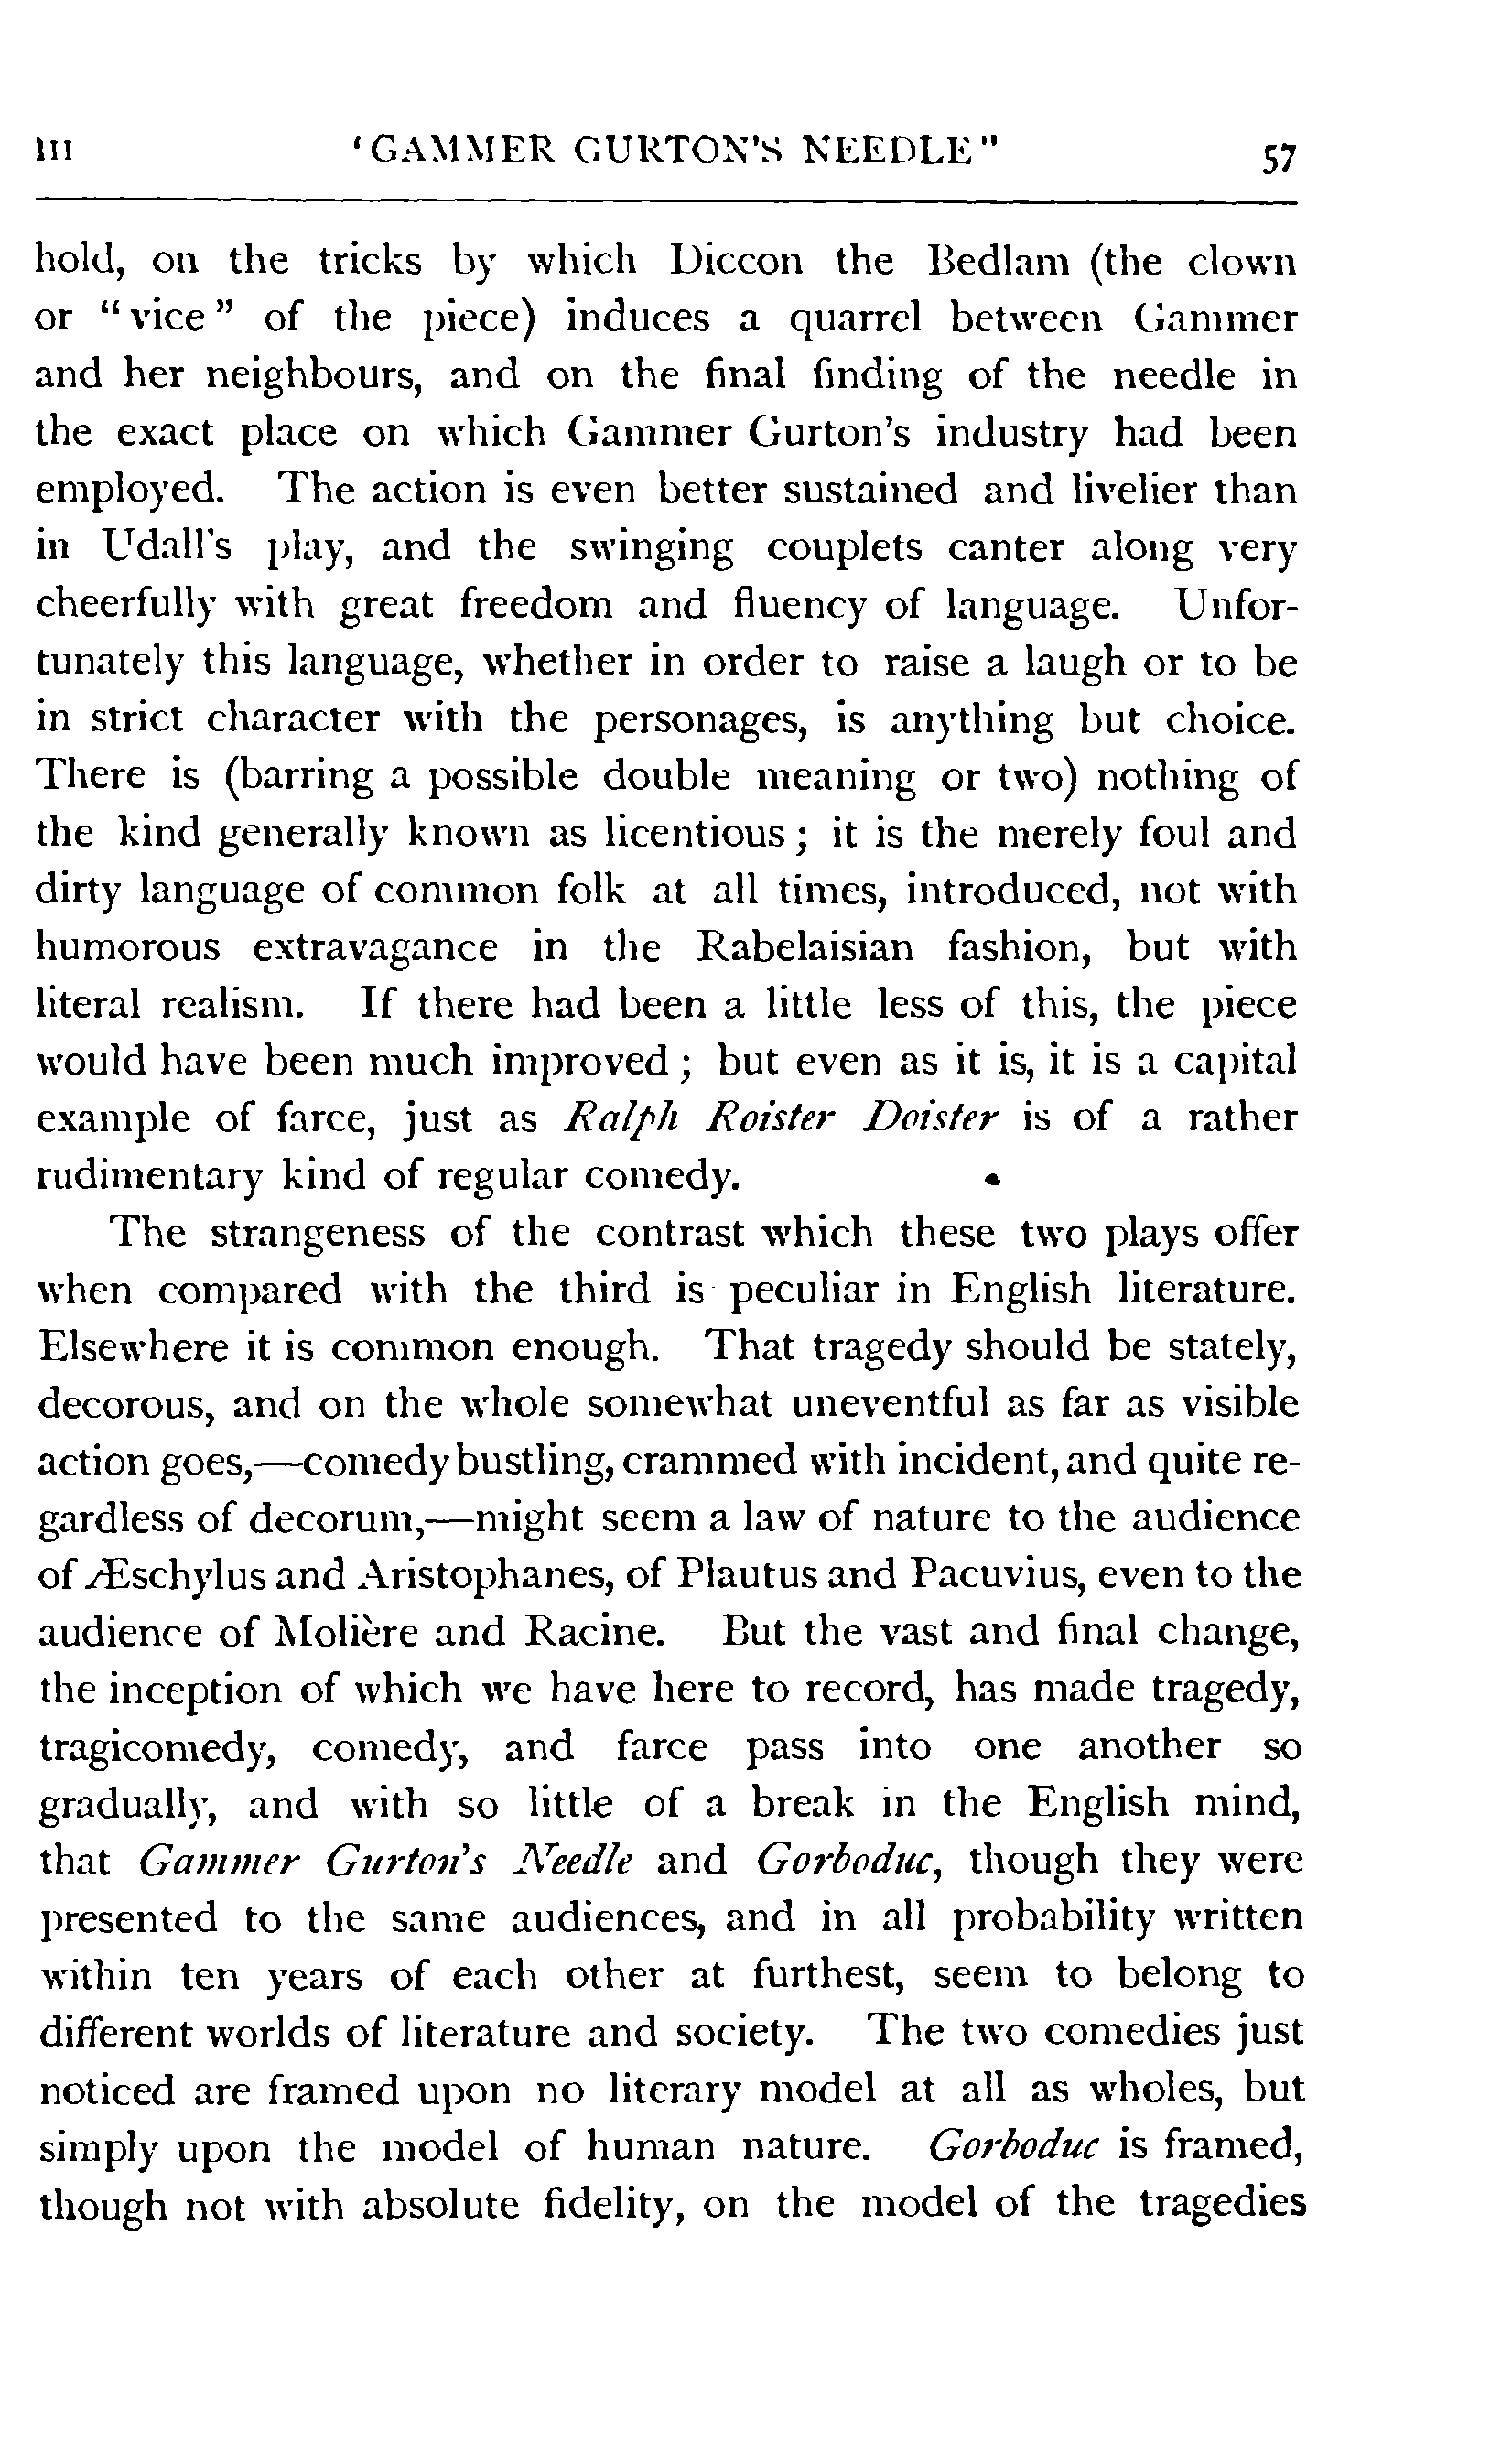 III 'GAMMER GURTON'S NEEDLE" 57
hold, on the tricks by which Diccon the Bedlam (the clown
or "vice" of the piece) induces a quarrel between Gammer
and her neighbours, and on the final finding of the needle in
the exact place on which Gammer Gurton's industry had been
employed. The action is even better sustained and livelier than
in Udall's play, and the swinging couplets canter along very
cheerfully with great freedom and fluency of language. Unfor-
tunately this language, whether in order to raise a laugh or to be
in strict character with the personages, is anything but choice.
There is (barring a possible double meaning or two) nothing of
the kind generally known as licentious; it is the merely foul and
dirty language of common folk at all times, introduced, not with
humorous extravagance in the Rabelaisian fashion, but with
literal realism. If there had been a little less of this, the piece
would have been much improved; but even as it is, it is a capital
example of farce, just as Ralph Roister Doister is of a rather
rudimentary kind of regular comedy.
The strangeness of the contrast which these two plays offer
when compared with the third is peculiar in English literature.
Elsewhere it is common enough. That tragedy should be stately,
decorous, and on the whole somewhat uneventful as far as visible
action goes,—comedy bustling, crammed with incident, and quite re-
gardless of decorum,—might seem a law of nature to the audience
of Æschylus and Aristophanes, of Plautus and Pacuvius, even to the
audience of Molière and Racine. But the vast and final change,
the inception of which we have here to record, has made tragedy,
tragicomedy, comedy, and farce pass into one another so
gradually, and with so little of a break in the English mind,
that Gammer Gurton's Needle and Gorboduc, though they were
presented to the same audiences, and in all probability written
within ten years of each other at furthest, seem to belong to
different worlds of literature and society. The two comedies just
noticed are framed upon no literary model at all as wholes, but
simply upon the model of human nature. Gorboduc is framed,
though not with absolute fidelity, on the model of the tragedies